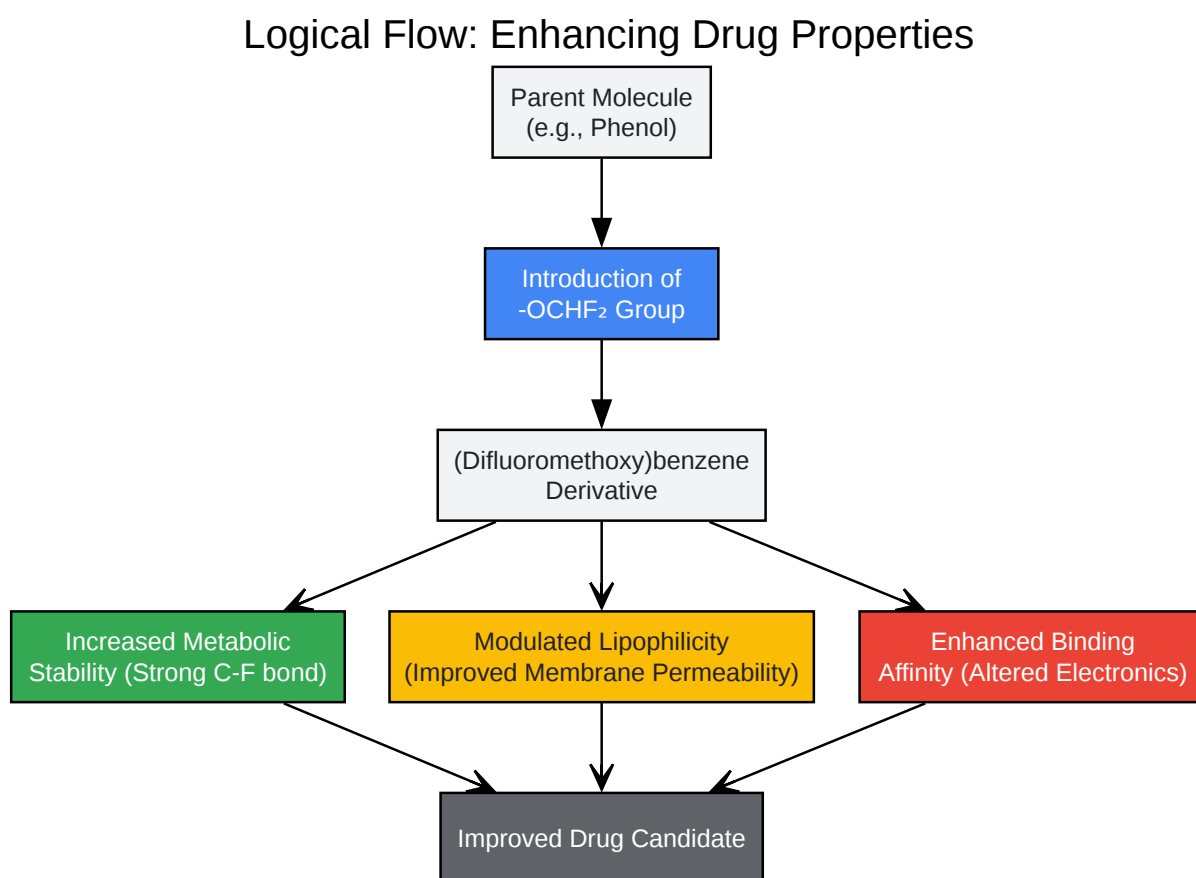 Logical Flow: Enhancing Drug Properties
Parent Molecule
(e.g., Phenol)
Introduction of
-OCHF₂ Group
(Difluoromethoxy)benzene
Derivative
Increased Metabolic
Stability (Strong C-F bond)
Modulated Lipophilicity
(Improved Membrane Permeability)
Enhanced Binding
Affinity (Altered Electronics)
Improved Drug Candidate